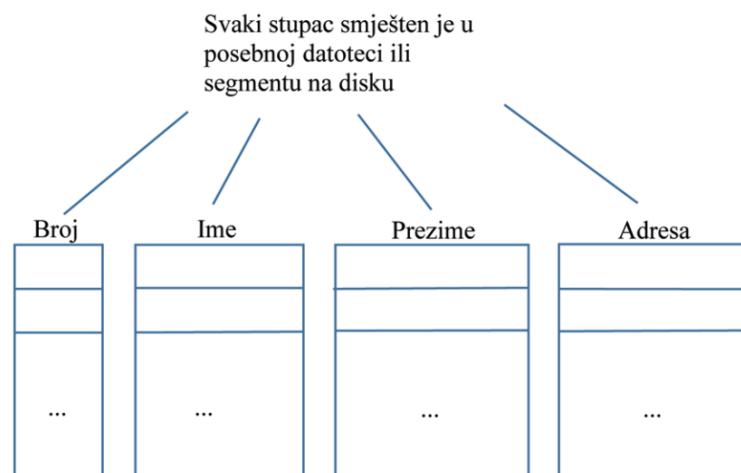 Svaki stupac smješten je u
posebnoj datoteci ili
segmentu na disku
Broj Ime Prezime Adresa
... ... ... ...